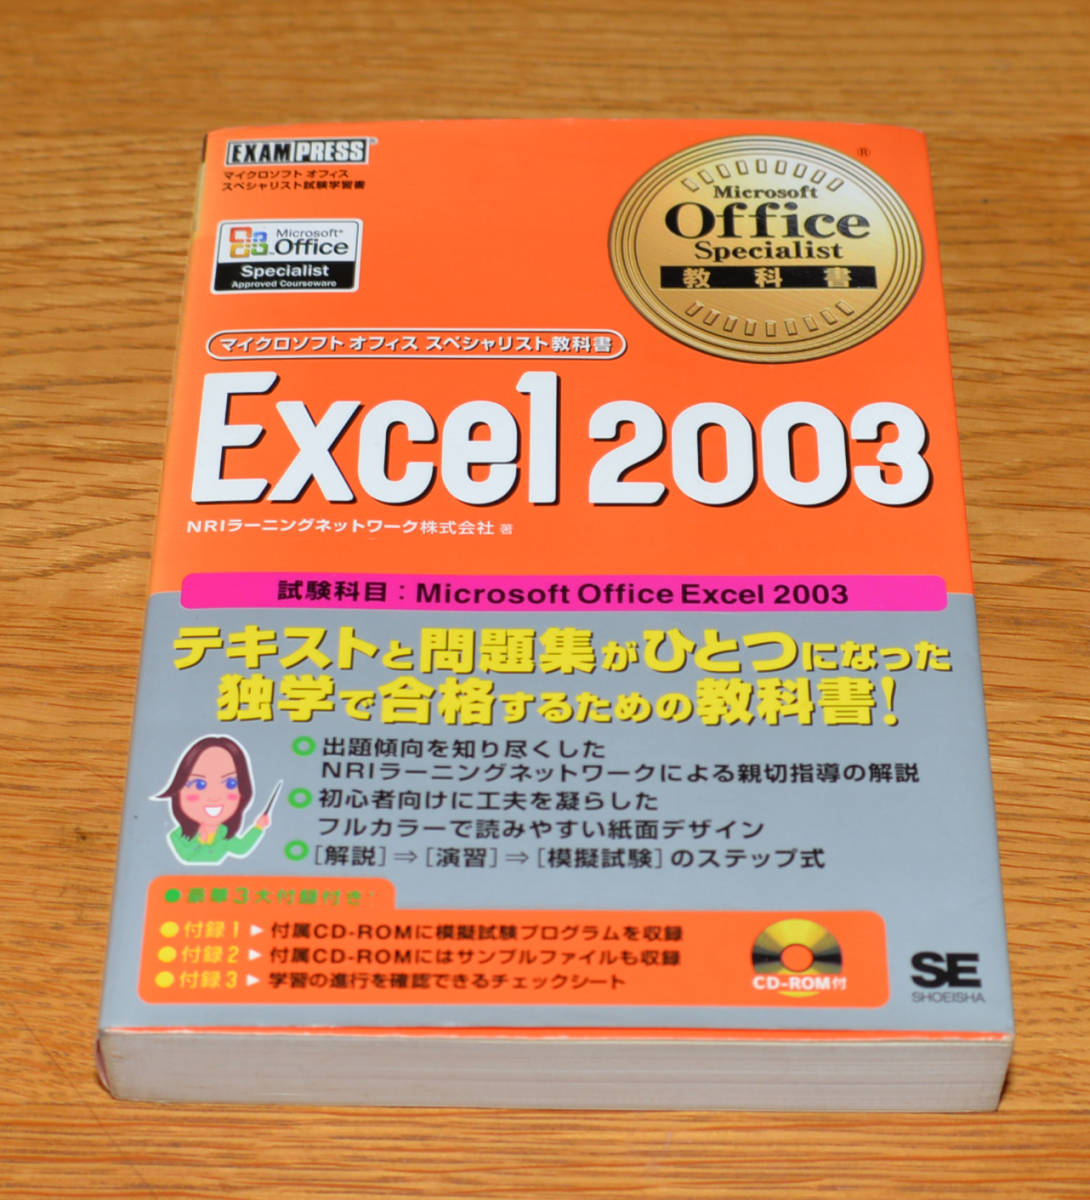 EXAMPRESS®
マイクロソフト オフィス
スペシャリスト試験学習書
Microsoft®
Office
Specialist
Approved Courseware
®
Microsoft
Office
Specialist
教科書
マイクロソフト オフィス スペシャリスト教科書
Excel 2003
NRIラーニングネットワーク株式会社 著
試験科目：Microsoft Office Excel 2003
テキストと問題集がひとつになった
独学で合格するための教科書！
出題傾向を知り尽くした
NRIラーニングネットワークによる親切指導の解説
初心者向けに工夫を凝らした
フルカラーで読みやすい紙面デザイン
［解説］⇒［演習］⇒［模擬試験］のステップ式
●豪華3大付録付き！
●付録1▶付属CD-ROMに模擬試験プログラムを収録
●付録2▶付属CD-ROMにはサンプルファイルも収録
●付録3▶学習の進行を確認できるチェックシート
CD-ROM付
SE
SHOEISHA